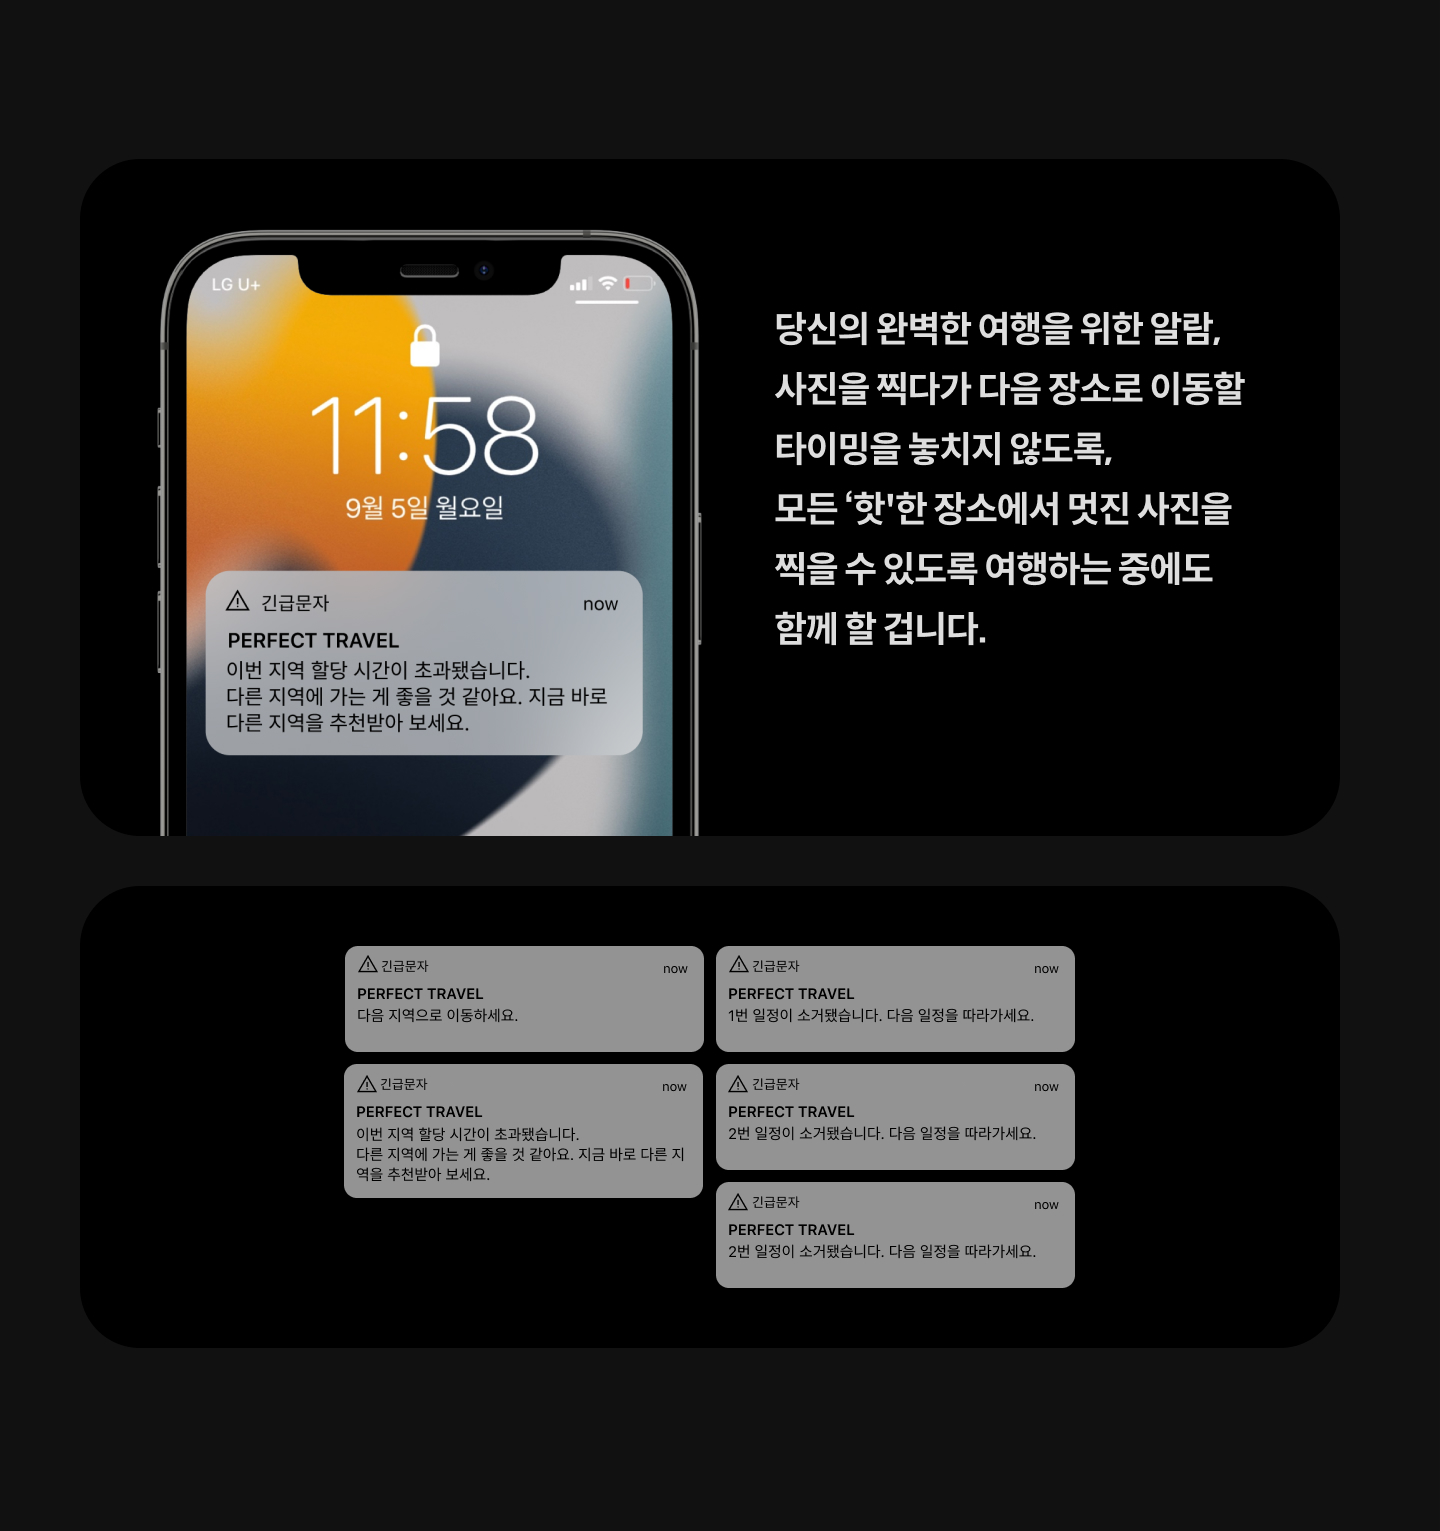 LG U+
11:58
9월 5일 월요일
긴급문자 now
PERFECT TRAVEL
이번 지역 할당 시간이 초과됐습니다.
다른 지역에 가는 게 좋을 것 같아요. 지금 바로
다른 지역을 추천받아 보세요.
당신의 완벽한 여행을 위한 알람,
사진을 찍다가 다음 장소로 이동할
타이밍을 놓치지 않도록,
모든 ‘핫'한 장소에서 멋진 사진을
찍을 수 있도록 여행하는 중에도
함께 할 겁니다.
긴급문자 now
PERFECT TRAVEL
다음 지역으로 이동하세요.
긴급문자 now
PERFECT TRAVEL
이번 지역 할당 시간이 초과됐습니다.
다른 지역에 가는 게 좋을 것 같아요. 지금 바로 다른 지
역을 추천받아 보세요.
긴급문자 now
PERFECT TRAVEL
1번 일정이 소거됐습니다. 다음 일정을 따라가세요.
긴급문자 now
PERFECT TRAVEL
2번 일정이 소거됐습니다. 다음 일정을 따라가세요.
긴급문자 now
PERFECT TRAVEL
2번 일정이 소거됐습니다. 다음 일정을 따라가세요.